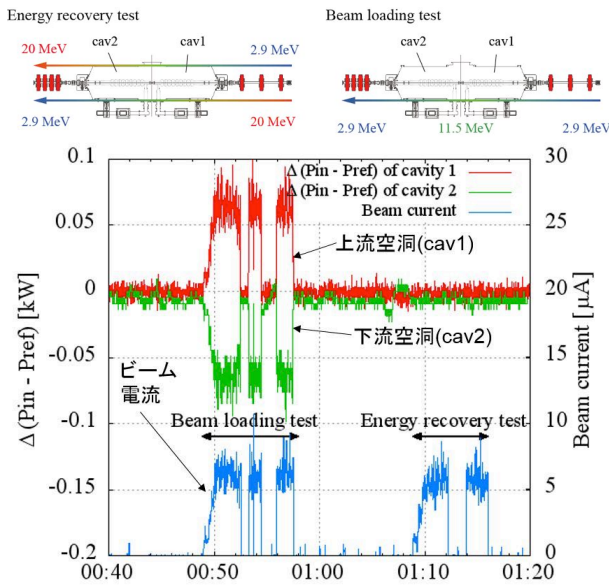 Energy recovery test
Beam loading test
cav2
cav1
cav2
cav1
20 MeV
2.9 MeV
2.9 MeV
20 MeV
2.9 MeV
11.5 MeV
2.9 MeV
Δ (Pin - Pref) of cavity 1
Δ (Pin - Pref) of cavity 2
Beam current
上流空洞(cav1)
下流空洞(cav2)
ビーム
電流
Beam loading test
Energy recovery test
Δ (Pin - Pref) [kW]
0.1
0.05
0
-0.05
-0.1
-0.15
-0.2
Beam current [ μA]
30
25
20
15
10
5
0
00:40
00:50
01:00
01:10
01:20